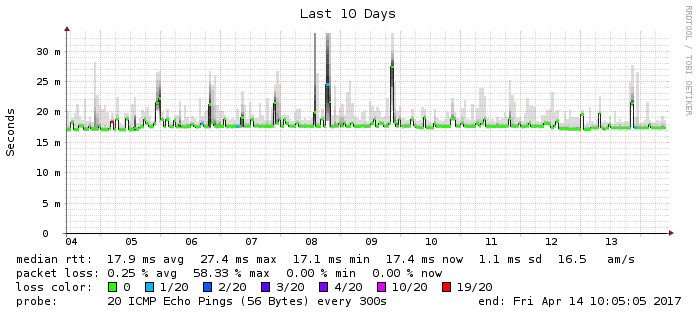 Last 10 Days
RRDTOOL / TOBI OETIKER
Seconds
30 m
25 m
20 m
15 m
10 m
5 m
0
04 05 06 07 08 09 10 11 12 13
median rtt: 17.9 ms avg 27.4 ms max 17.1 ms min 17.4 ms now 1.1 ms sd 16.5 am/s
packet loss: 0.25 % avg 58.33 % max 0.00 % min 0.00 % now
loss color: 0 1/20 2/20 3/20 4/20 10/20 19/20
probe: 20 ICMP Echo Pings (56 Bytes) every 300s end: Fri Apr 14 10:05:05 2017